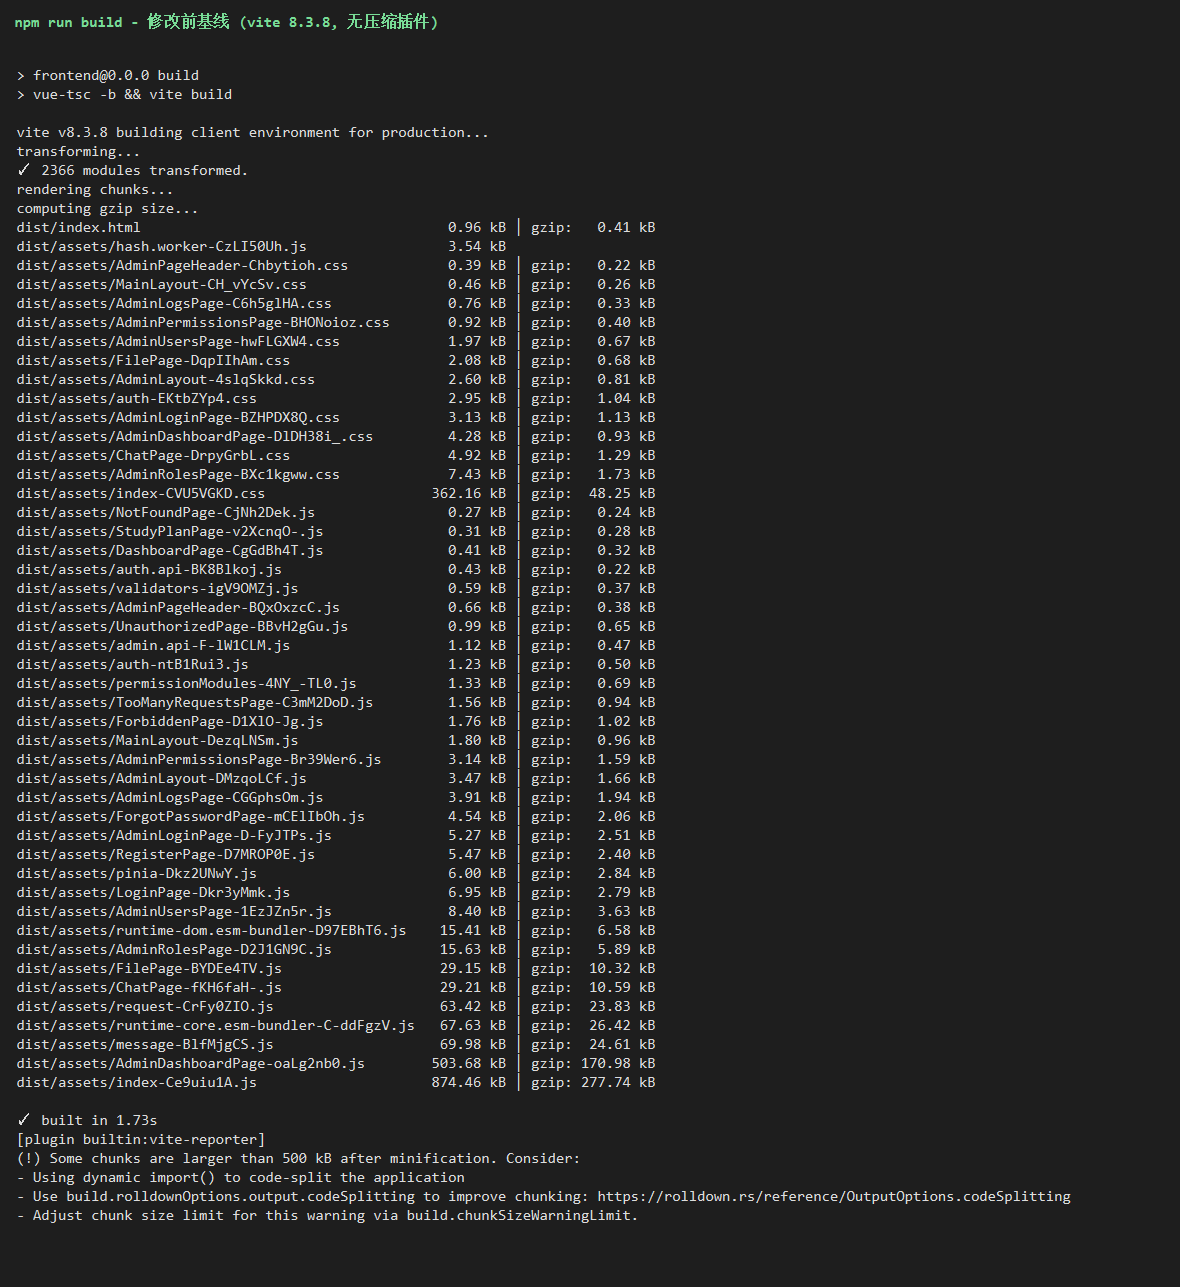 npm run build - 修改前基线 (vite 8.3.8, 无压缩插件)
> frontend@0.0.0 build
> vue-tsc -b && vite build
vite v8.3.8 building client environment for production...
transforming...
✓ 2366 modules transformed.
rendering chunks...
computing gzip size...
dist/index.html 0.96 kB │ gzip: 0.41 kB
dist/assets/hash.worker-CzLI50Uh.js 3.54 kB
dist/assets/AdminPageHeader-Chbytioh.css 0.39 kB │ gzip: 0.22 kB
dist/assets/MainLayout-CH_vYcSv.css 0.46 kB │ gzip: 0.26 kB
dist/assets/AdminLogsPage-C6h5glHA.css 0.76 kB │ gzip: 0.33 kB
dist/assets/AdminPermissionsPage-BHONoioz.css 0.92 kB │ gzip: 0.40 kB
dist/assets/AdminUsersPage-hwFLGXW4.css 1.97 kB │ gzip: 0.67 kB
dist/assets/FilePage-DqpIIhAm.css 2.08 kB │ gzip: 0.68 kB
dist/assets/AdminLayout-4slqSkkd.css 2.60 kB │ gzip: 0.81 kB
dist/assets/auth-EKtbZYp4.css 2.95 kB │ gzip: 1.04 kB
dist/assets/AdminLoginPage-BZHPDX8Q.css 3.13 kB │ gzip: 1.13 kB
dist/assets/AdminDashboardPage-DlDH38i_.css 4.28 kB │ gzip: 0.93 kB
dist/assets/ChatPage-DrpyGrbL.css 4.92 kB │ gzip: 1.29 kB
dist/assets/AdminRolesPage-BXc1kgww.css 7.43 kB │ gzip: 1.73 kB
dist/assets/index-CVU5VGKD.css 362.16 kB │ gzip: 48.25 kB
dist/assets/NotFoundPage-CjNh2Dek.js 0.27 kB │ gzip: 0.24 kB
dist/assets/StudyPlanPage-v2XcnqO-.js 0.31 kB │ gzip: 0.28 kB
dist/assets/DashboardPage-CgGdBh4T.js 0.41 kB │ gzip: 0.32 kB
dist/assets/auth.api-BK8Blkoj.js 0.43 kB │ gzip: 0.22 kB
dist/assets/validators-igV9OMZj.js 0.59 kB │ gzip: 0.37 kB
dist/assets/AdminPageHeader-BQxOxzcC.js 0.66 kB │ gzip: 0.38 kB
dist/assets/UnauthorizedPage-BBvH2gGu.js 0.99 kB │ gzip: 0.65 kB
dist/assets/admin.api-F-lW1CLM.js 1.12 kB │ gzip: 0.47 kB
dist/assets/auth-ntB1Rui3.js 1.23 kB │ gzip: 0.50 kB
dist/assets/permissionModules-4NY_-TL0.js 1.33 kB │ gzip: 0.69 kB
dist/assets/TooManyRequestsPage-C3mM2DoD.js 1.56 kB │ gzip: 0.94 kB
dist/assets/ForbiddenPage-D1XlO-Jg.js 1.76 kB │ gzip: 1.02 kB
dist/assets/MainLayout-DezqLNSm.js 1.80 kB │ gzip: 0.96 kB
dist/assets/AdminPermissionsPage-Br39Wer6.js 3.14 kB │ gzip: 1.59 kB
dist/assets/AdminLayout-DMzqoLCf.js 3.47 kB │ gzip: 1.66 kB
dist/assets/AdminLogsPage-CGGphsOm.js 3.91 kB │ gzip: 1.94 kB
dist/assets/ForgotPasswordPage-mCElIbOh.js 4.54 kB │ gzip: 2.06 kB
dist/assets/AdminLoginPage-D-FyJTPs.js 5.27 kB │ gzip: 2.51 kB
dist/assets/RegisterPage-D7MROP0E.js 5.47 kB │ gzip: 2.40 kB
dist/assets/pinia-Dkz2UNwY.js 6.00 kB │ gzip: 2.84 kB
dist/assets/LoginPage-Dkr3yMmk.js 6.95 kB │ gzip: 2.79 kB
dist/assets/AdminUsersPage-1EzJZn5r.js 8.40 kB │ gzip: 3.63 kB
dist/assets/runtime-dom.esm-bundler-D97EBhT6.js 15.41 kB │ gzip: 6.58 kB
dist/assets/AdminRolesPage-D2J1GN9C.js 15.63 kB │ gzip: 5.89 kB
dist/assets/FilePage-BYDEe4TV.js 29.15 kB │ gzip: 10.32 kB
dist/assets/ChatPage-fKH6faH-.js 29.21 kB │ gzip: 10.59 kB
dist/assets/request-CrFy0ZIO.js 63.42 kB │ gzip: 23.83 kB
dist/assets/runtime-core.esm-bundler-C-ddFgzV.js 67.63 kB │ gzip: 26.42 kB
dist/assets/message-BlfMjgCS.js 69.98 kB │ gzip: 24.61 kB
dist/assets/AdminDashboardPage-oaLg2nb0.js 503.68 kB │ gzip: 170.98 kB
dist/assets/index-Ce9uiu1A.js 874.46 kB │ gzip: 277.74 kB
✓ built in 1.73s
[plugin builtin:vite-reporter]
(!) Some chunks are larger than 500 kB after minification. Consider:
- Using dynamic import() to code-split the application
- Use build.rolldownOptions.output.codeSplitting to improve chunking: https://rolldown.rs/reference/OutputOptions.codeSplitting
- Adjust chunk size limit for this warning via build.chunkSizeWarningLimit.